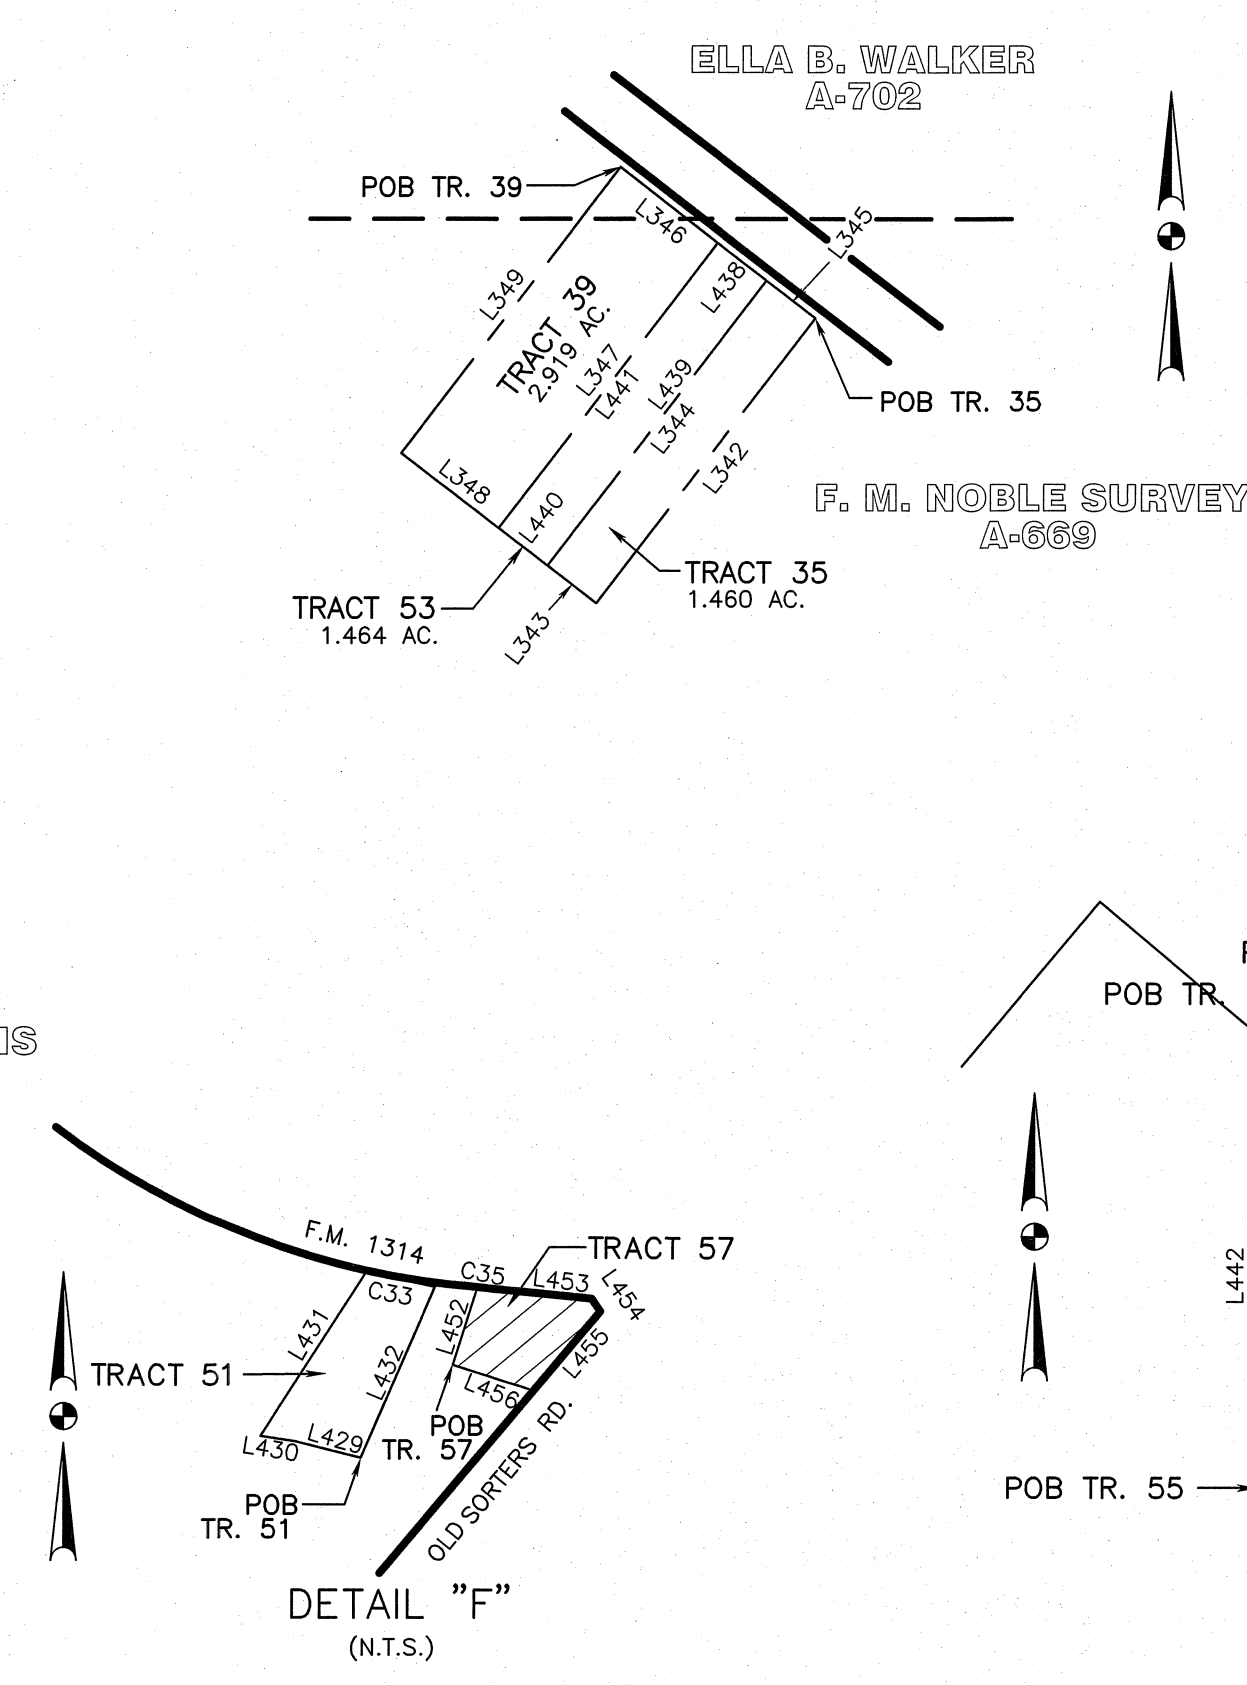 ELLA B. WALKER
A-702
POB TR. 39
L346
L345
L349
TRACT 39
2.919 AC.
L438
L347
L441
L439
L344
L342
POB TR. 35
L348
L440
F. M. NOBLE SURVEY
A-669
TRACT 35
1.460 AC.
TRACT 53
1.464 AC.
L343
POB TR.
IS
F.M. 1314
TRACT 57
C33
C35
L453
L454
L431
L452
L455
TRACT 51
L432
L456
L442
L430
L429
POB
TR. 57
POB
TR. 51
OLD SORTERS RD.
POB TR. 55
DETAIL "F"
(N.T.S.)